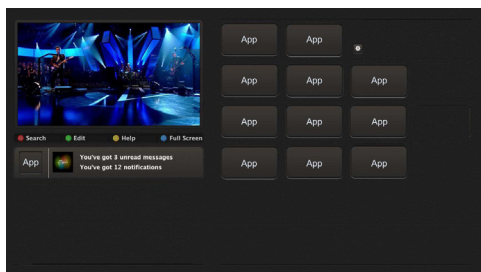 App App
App App App
Search Edit Help Full Screen
App App App
App
You've got 3 unread messages
You've got 12 notifications
App App App